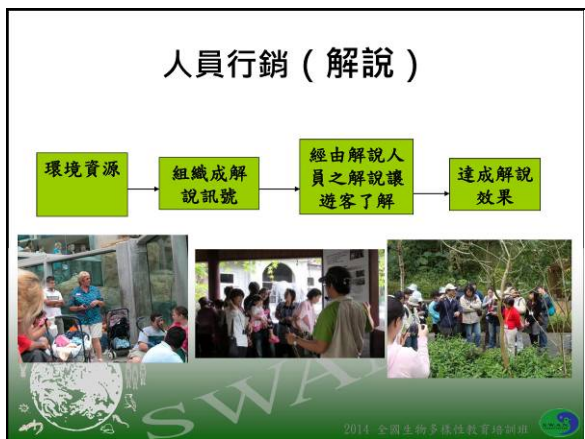 人員行銷（解說）
環境資源
組織成解
說訊號
經由解說人
員之解說讓
遊客了解
達成解說
效果
SWAN
2014 全國生物多樣性教育培訓班